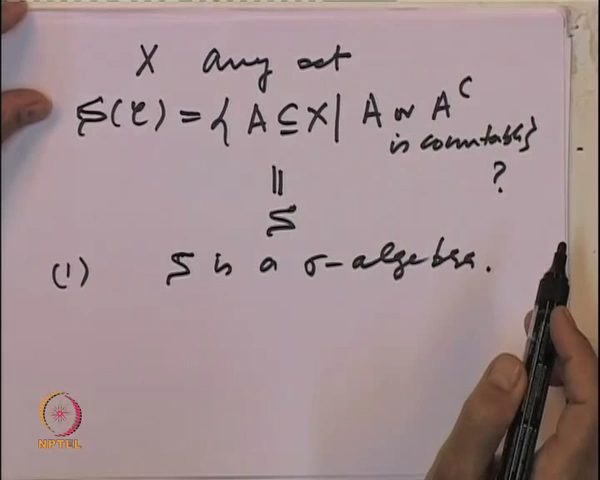 X any set
S(C) = { A ⊆ X | A or A^C
is countable}
?
||
S
(1) S is a σ-algebra.
NPTEL